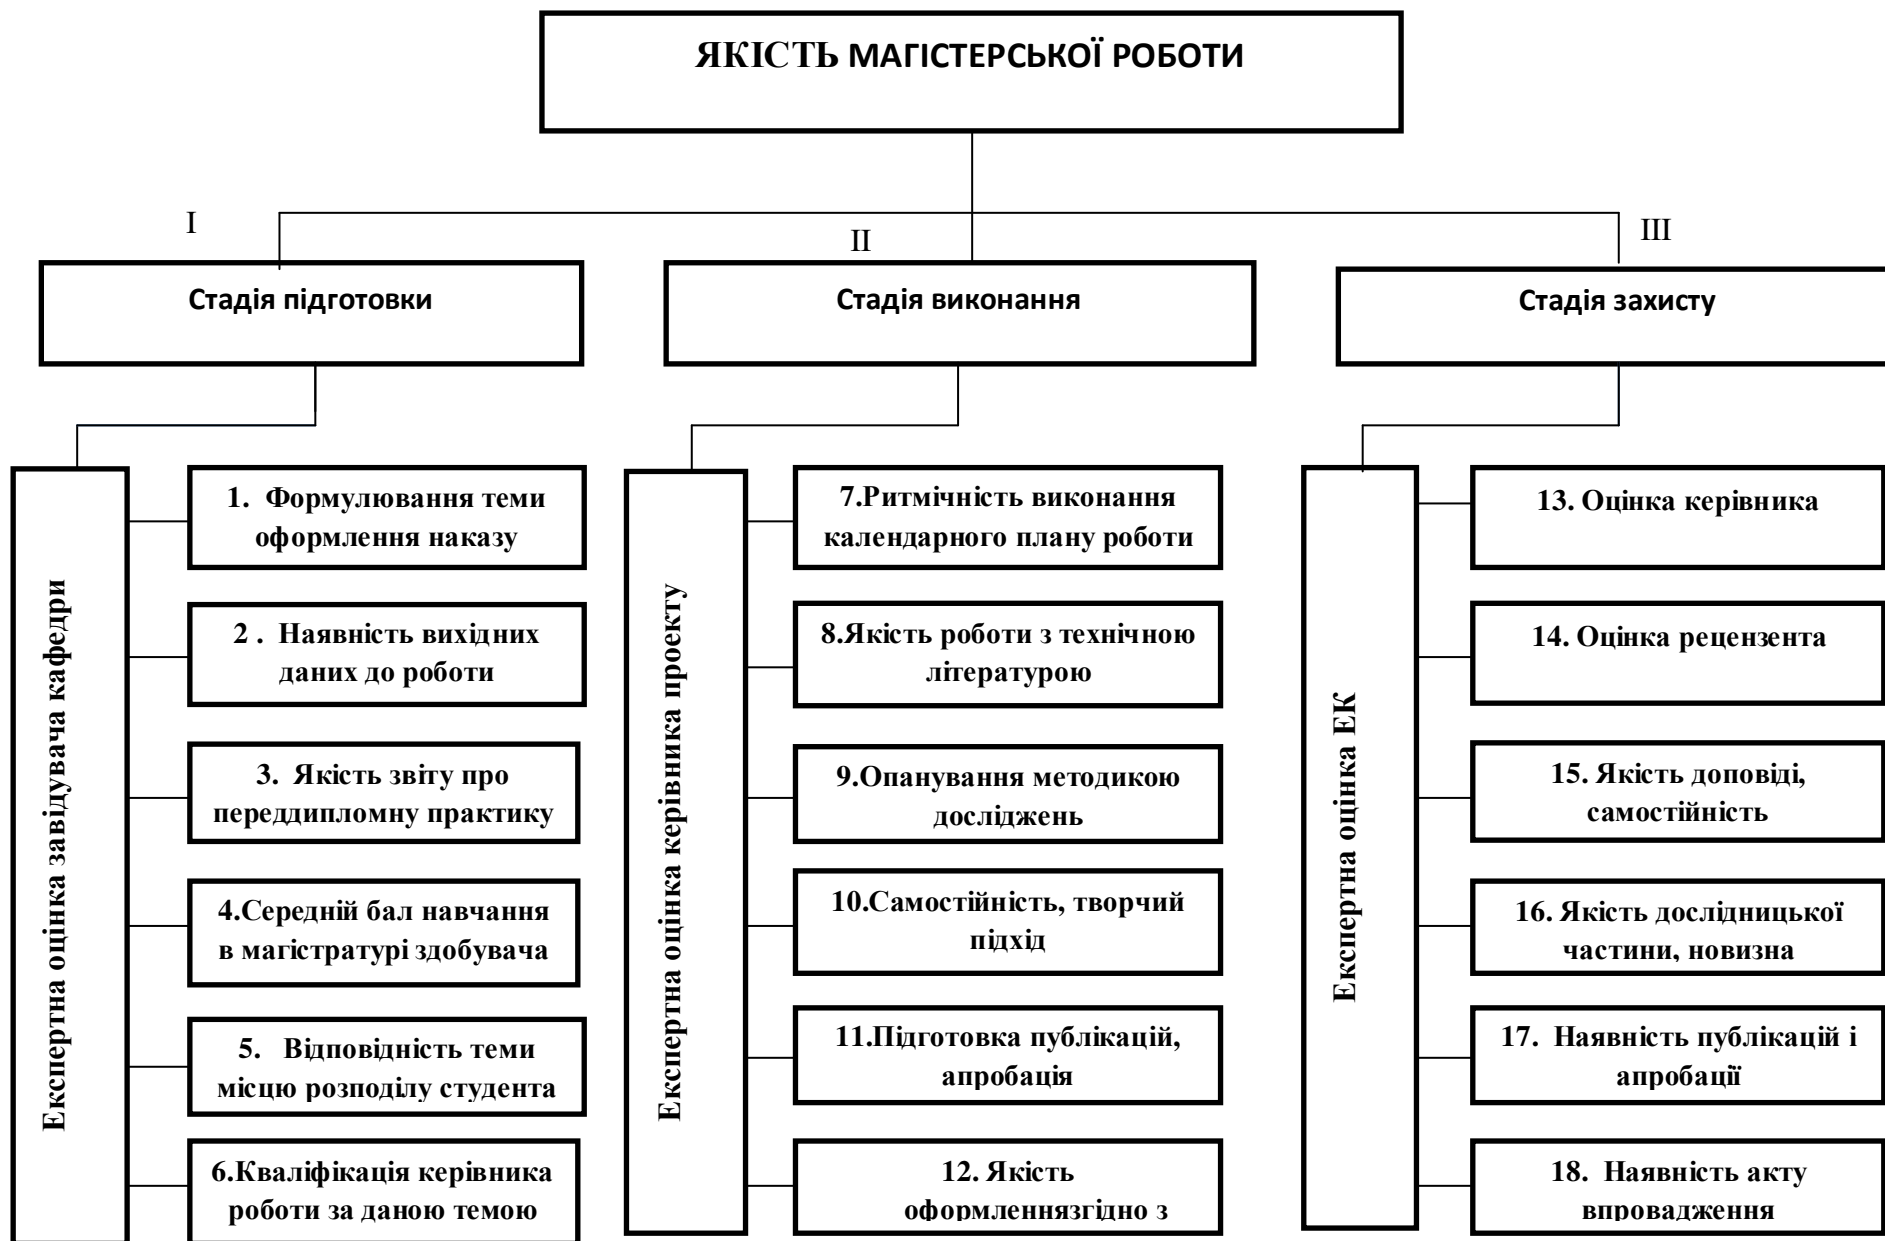 ЯКІСТЬ МАГІСТЕРСЬКОЇ РОБОТИ
I
II
III
Стадія підготовки
Стадія виконання
Стадія захисту
Експертна оцінка завідувача кафедри
1. Формулювання теми
оформлення наказу
2 . Наявність вихідних
даних до роботи
3. Якість звіту про
переддипломну практику
4.Середній бал навчання
в магістратурі здобувача
5. Відповідність теми
місцю розподілу студента
6.Кваліфікація керівника
роботи за даною темою
Експертна оцінка керівника проекту
7.Ритмічність виконання
календарного плану роботи
8.Якість роботи з технічною
літературою
9.Опанування методикою
досліджень
10.Самостійність, творчий
підхід
11.Підготовка публікацій,
апробація
12. Якість
оформленнязгідно з
Експертна оцінка ЕК
13. Оцінка керівника
14. Оцінка рецензента
15. Якість доповіді,
самостійність
16. Якість дослідницької
частини, новизна
17. Наявність публікацій і
апробації
18. Наявність акту
впровадження